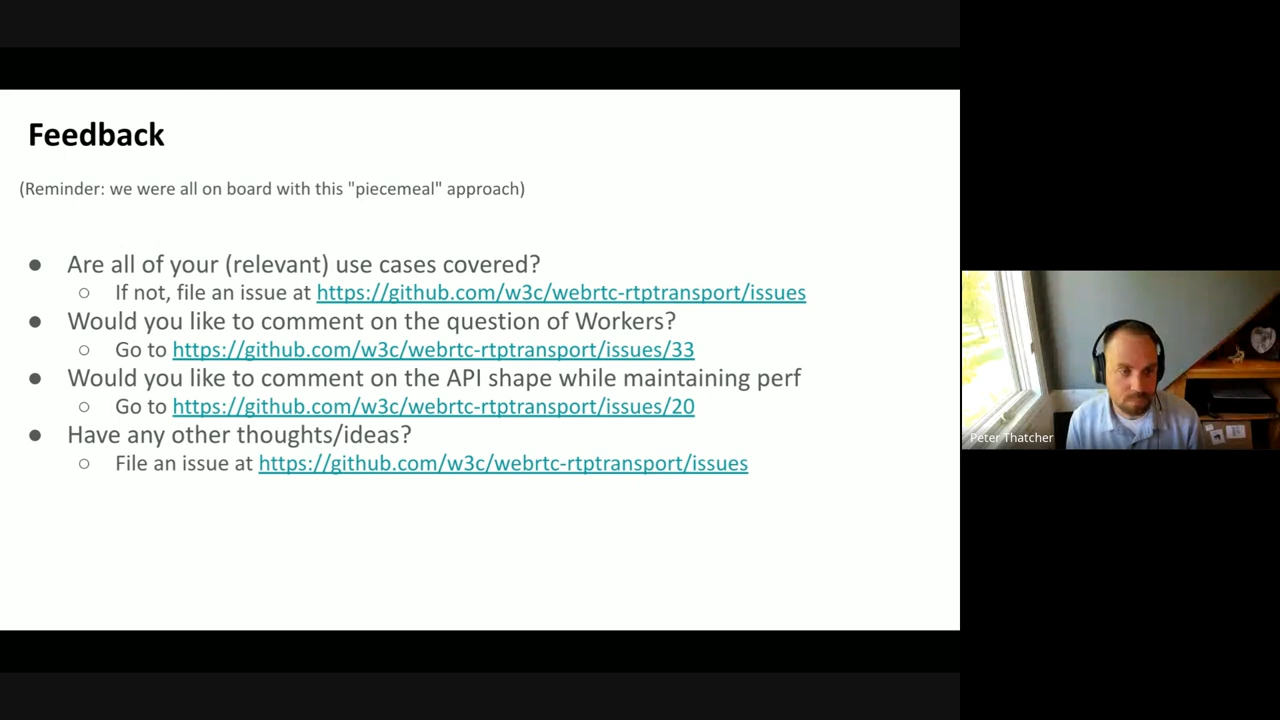 Feedback
(Reminder: we were all on board with this "piecemeal" approach)
● Are all of your (relevant) use cases covered?
○ If not, file an issue at https://github.com/w3c/webrtc-rtptransport/issues
● Would you like to comment on the question of Workers?
○ Go to https://github.com/w3c/webrtc-rtptransport/issues/33
● Would you like to comment on the API shape while maintaining perf
○ Go to https://github.com/w3c/webrtc-rtptransport/issues/20
● Have any other thoughts/ideas?
○ File an issue at https://github.com/w3c/webrtc-rtptransport/issues
Peter Thatcher